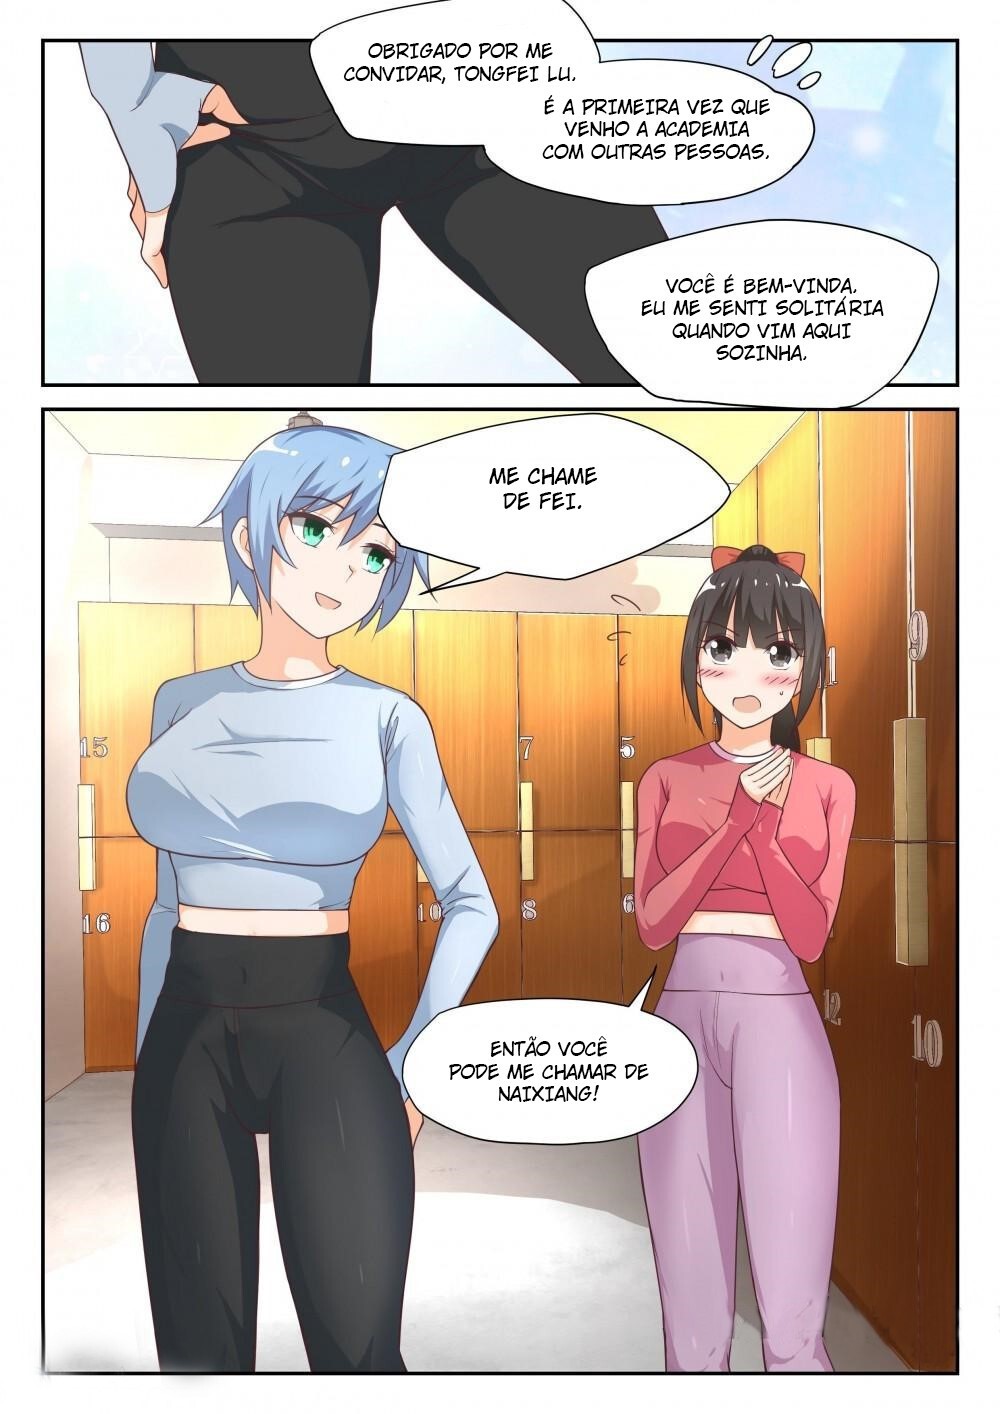 OBRIGADO POR ME
CONVIDAR, TONGFEI LU.
É A PRIMEIRA VEZ QUE
VENHO A ACADEMIA
COM OUTRAS PESSOAS.
VOCÊ É BEM-VINDA.
EU ME SENTI SOLITÁRIA
QUANDO VIM AQUI
SOZINHA.
ME CHAME
DE FEI.
9
11
15
7
5
16
10
8
6
12
10
ENTÃO VOCÊ
PODE ME CHAMAR DE
NAIXIANG!